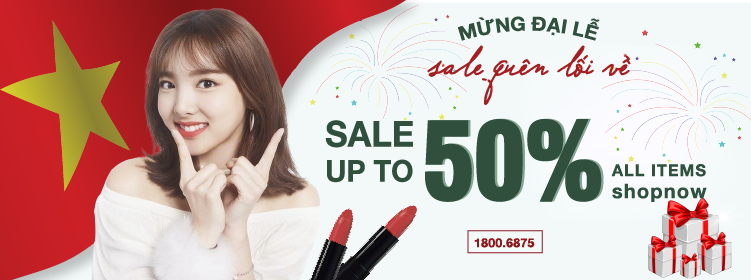 MỪNG ĐẠI LỄ
sale quên lối về
SALE
UP TO
50%
ALL ITEMS
shopnow
1800.6875